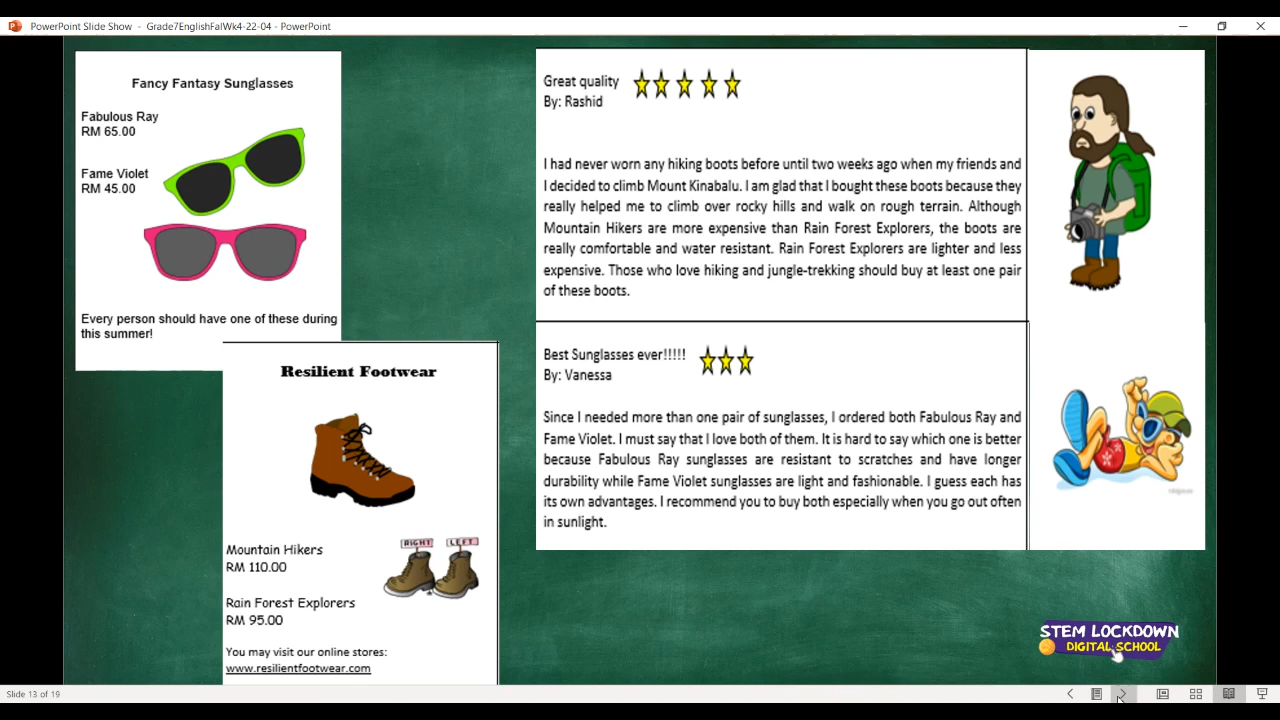 PowerPoint Slide Show - Grade7EnglishFalWk4-22-04 - PowerPoint
Fancy Fantasy Sunglasses
Fabulous Ray
RM 65.00
Fame Violet
RM 45.00
Every person should have one of these during
this summer!
Resilient Footwear
RIGHT LEFT
Mountain Hikers
RM 110.00
Rain Forest Explorers
RM 95.00
You may visit our online stores:
www.resilientfootwear.com
Great quality
By: Rashid
I had never worn any hiking boots before until two weeks ago when my friends and
I decided to climb Mount Kinabalu. I am glad that I bought these boots because they
really helped me to climb over rocky hills and walk on rough terrain. Although
Mountain Hikers are more expensive than Rain Forest Explorers, the boots are
really comfortable and water resistant. Rain Forest Explorers are lighter and less
expensive. Those who love hiking and jungle-trekking should buy at least one pair
of these boots.
Best Sunglasses ever!!!!!
By: Vanessa
Since I needed more than one pair of sunglasses, I ordered both Fabulous Ray and
Fame Violet. I must say that I love both of them. It is hard to say which one is better
because Fabulous Ray sunglasses are resistant to scratches and have longer
durability while Fame Violet sunglasses are light and fashionable. I guess each has
its own advantages. I recommend you to buy both especially when you go out often
in sunlight.
STEM LOCKDOWN
DIGITAL SCHOOL
Slide 13 of 19